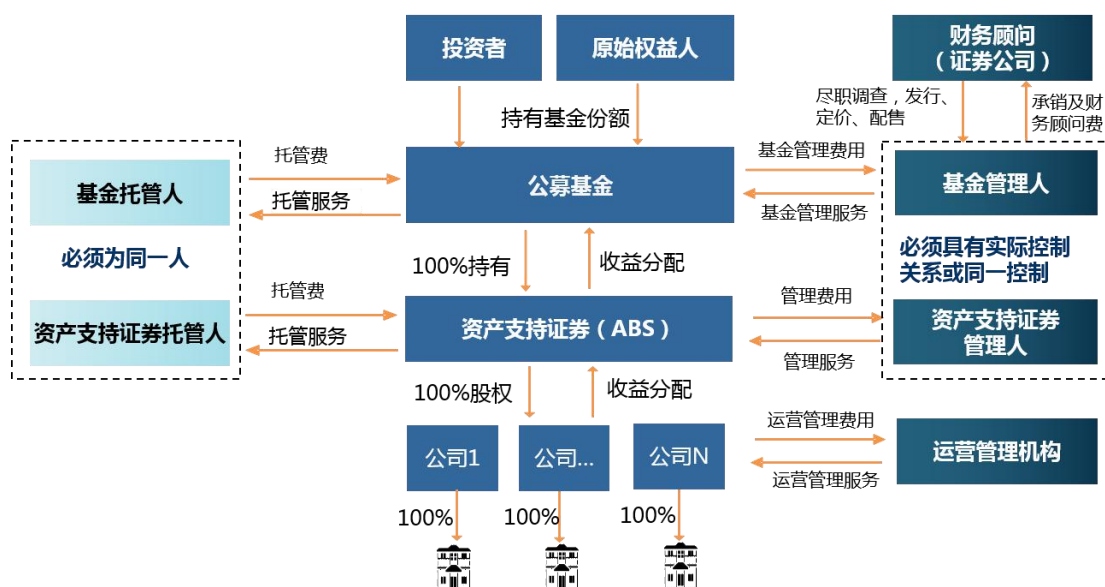 投资者
原始权益人
财务顾问
（证券公司）
尽职调查，发行、
定价、配售
承销及财
务顾问费
持有基金份额
托管费
基金管理费用
基金托管人
公募基金
基金管理人
托管服务
基金管理服务
必须为同一人
100%持有
收益分配
必须具有实际控制
关系或同一控制
托管费
管理费用
资产支持证券托管人
资产支持证券（ABS）
资产支持证券
管理人
托管服务
管理服务
100%股权
收益分配
运营管理费用
公司1
公司...
公司N
运营管理机构
运营管理服务
100%
100%
100%